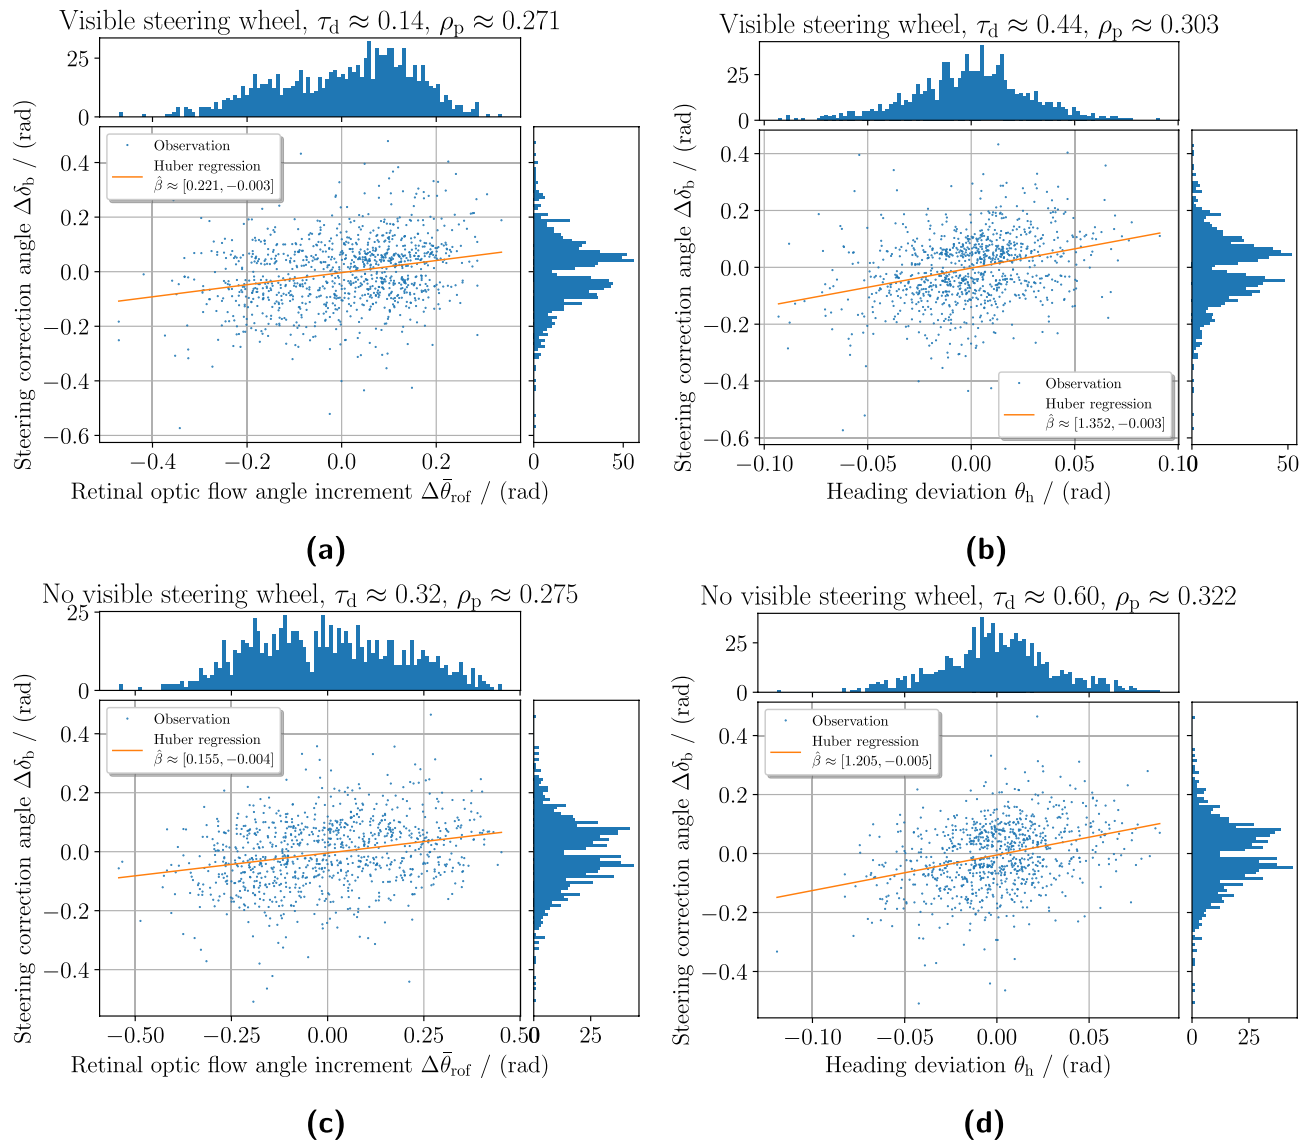 Visible steering wheel, τd ≈ 0.14, ρp ≈ 0.271
25
0
Steering correction angle Δδb / (rad)
0.4
0.2
0.0
−0.2
−0.4
−0.6
Observation
Huber regression
β̂ ≈ [0.221, −0.003]
−0.4
−0.2
0.0
0.2
0
50
Retinal optic flow angle increment Δθ̄rof / (rad)
(a)
Visible steering wheel, τd ≈ 0.44, ρp ≈ 0.303
25
0
Steering correction angle Δδb / (rad)
0.4
0.2
0.0
−0.2
−0.4
−0.6
Observation
Huber regression
β̂ ≈ [1.352, −0.003]
−0.10
−0.05
0.00
0.05
0.10
0
50
Heading deviation θh / (rad)
(b)
No visible steering wheel, τd ≈ 0.32, ρp ≈ 0.275
25
0
Steering correction angle Δδb / (rad)
0.4
0.2
0.0
−0.2
−0.4
Observation
Huber regression
β̂ ≈ [0.155, −0.004]
−0.50
−0.25
0.00
0.25
0.50
0
25
Retinal optic flow angle increment Δθ̄rof / (rad)
(c)
No visible steering wheel, τd ≈ 0.60, ρp ≈ 0.322
25
0
Steering correction angle Δδb / (rad)
0.4
0.2
0.0
−0.2
−0.4
Observation
Huber regression
β̂ ≈ [1.205, −0.005]
−0.10
−0.05
0.00
0.05
0
25
Heading deviation θh / (rad)
(d)